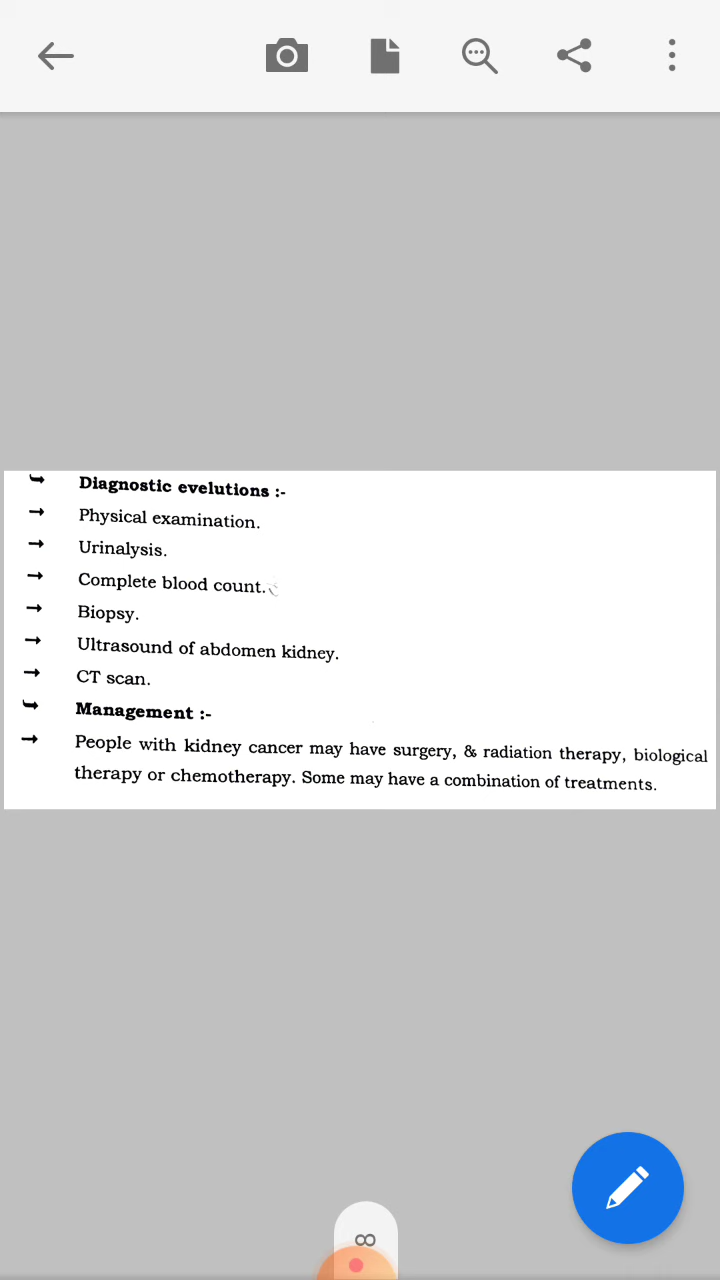 ⮩ Diagnostic evelutions :-
→ Physical examination.
→ Urinalysis.
→ Complete blood count.
→ Biopsy.
→ Ultrasound of abdomen kidney.
→ CT scan.
⮩ Management :-
→ People with kidney cancer may have surgery, & radiation therapy, biological
therapy or chemotherapy. Some may have a combination of treatments.
8